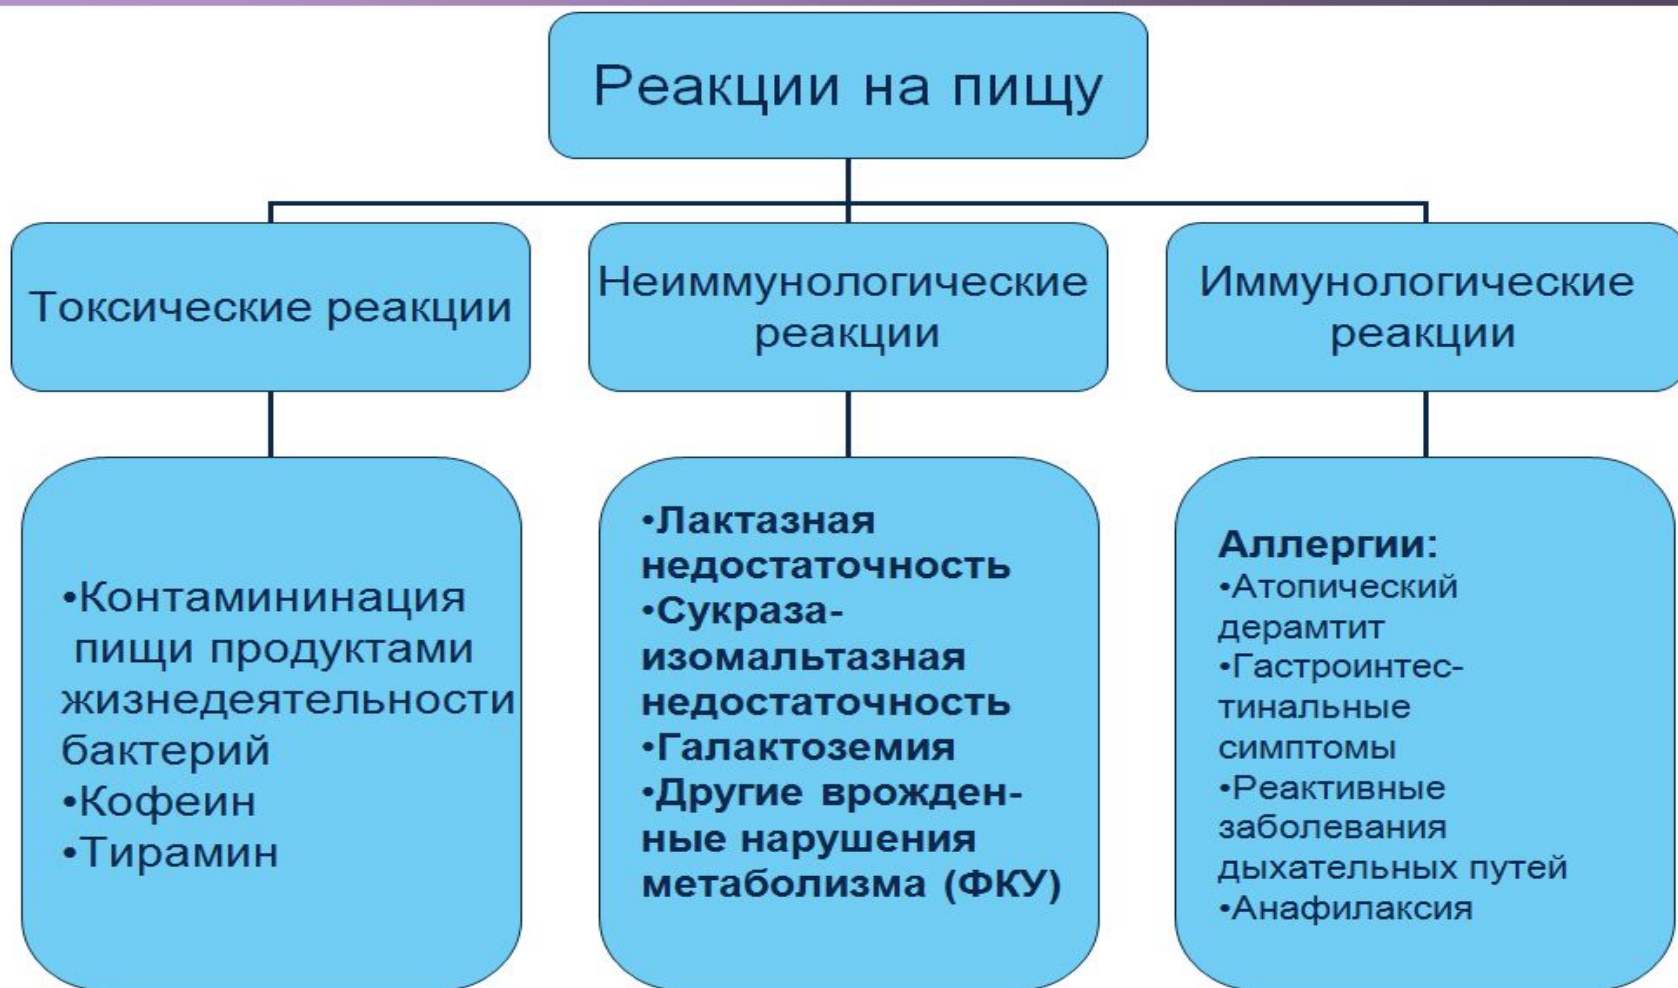 Реакции на пищу
Токсические реакции
Неиммунологические
реакции
Иммунологические
реакции
•Контамининация
пищи продуктами
жизнедеятельности
бактерий
•Кофеин
•Тирамин
•Лактазная
недостаточность
•Сукраза-
изомальтазная
недостаточность
•Галактоземия
•Другие врожден-
ные нарушения
метаболизма (ФКУ)
Аллергии:
•Атопический
дерамтит
•Гастроинтес-
тинальные
симптомы
•Реактивные
заболевания
дыхательных путей
•Анафилаксия